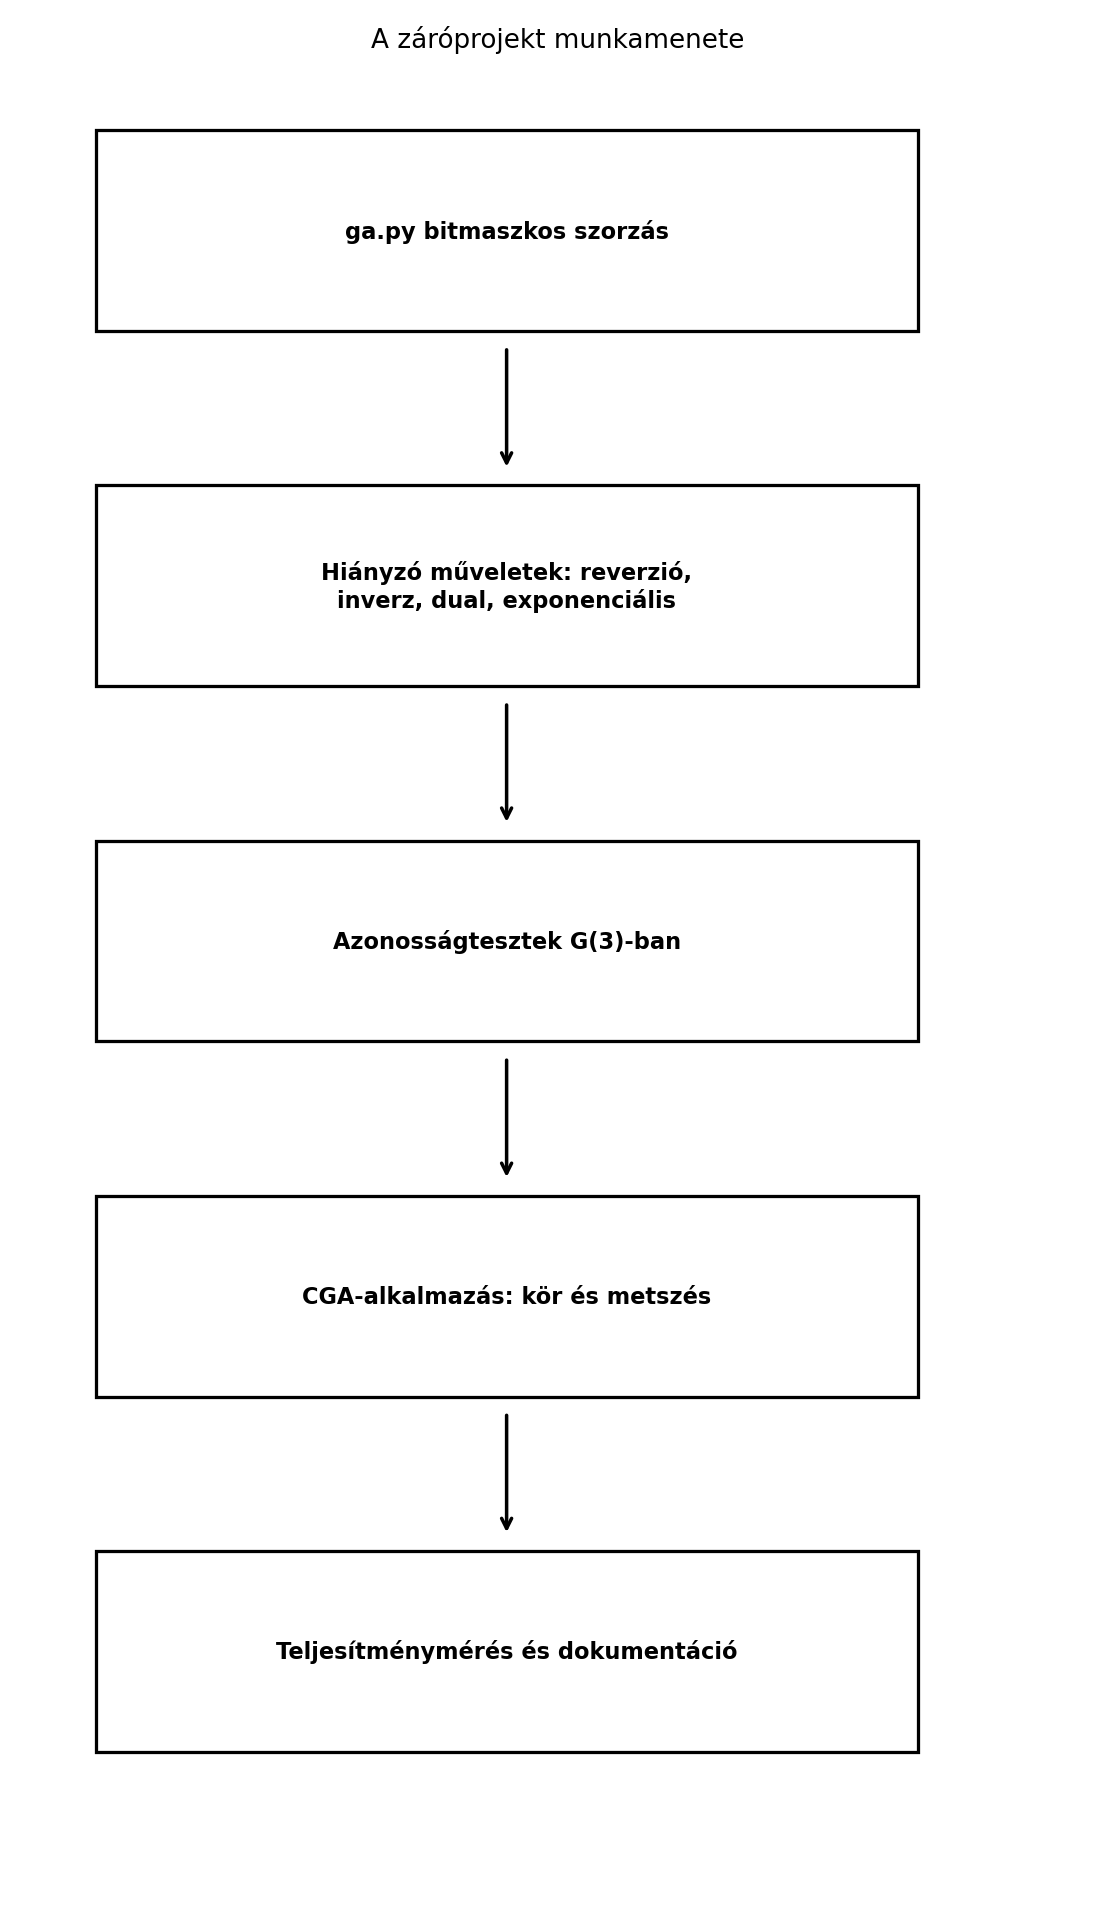 A záróprojekt munkamenete
ga.py bitmaszkos szorzás
Hiányzó műveletek: reverzió,
inverz, dual, exponenciális
Azonosságtesztek G(3)-ban
CGA-alkalmazás: kör és metszés
Teljesítménymérés és dokumentáció